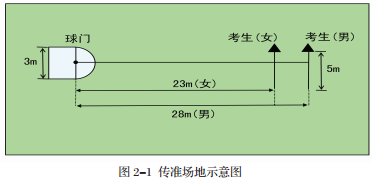 球门
考生(女)
考生(男)
3m
5m
23m(女)
28m(男)
图 2-1 传准场地示意图